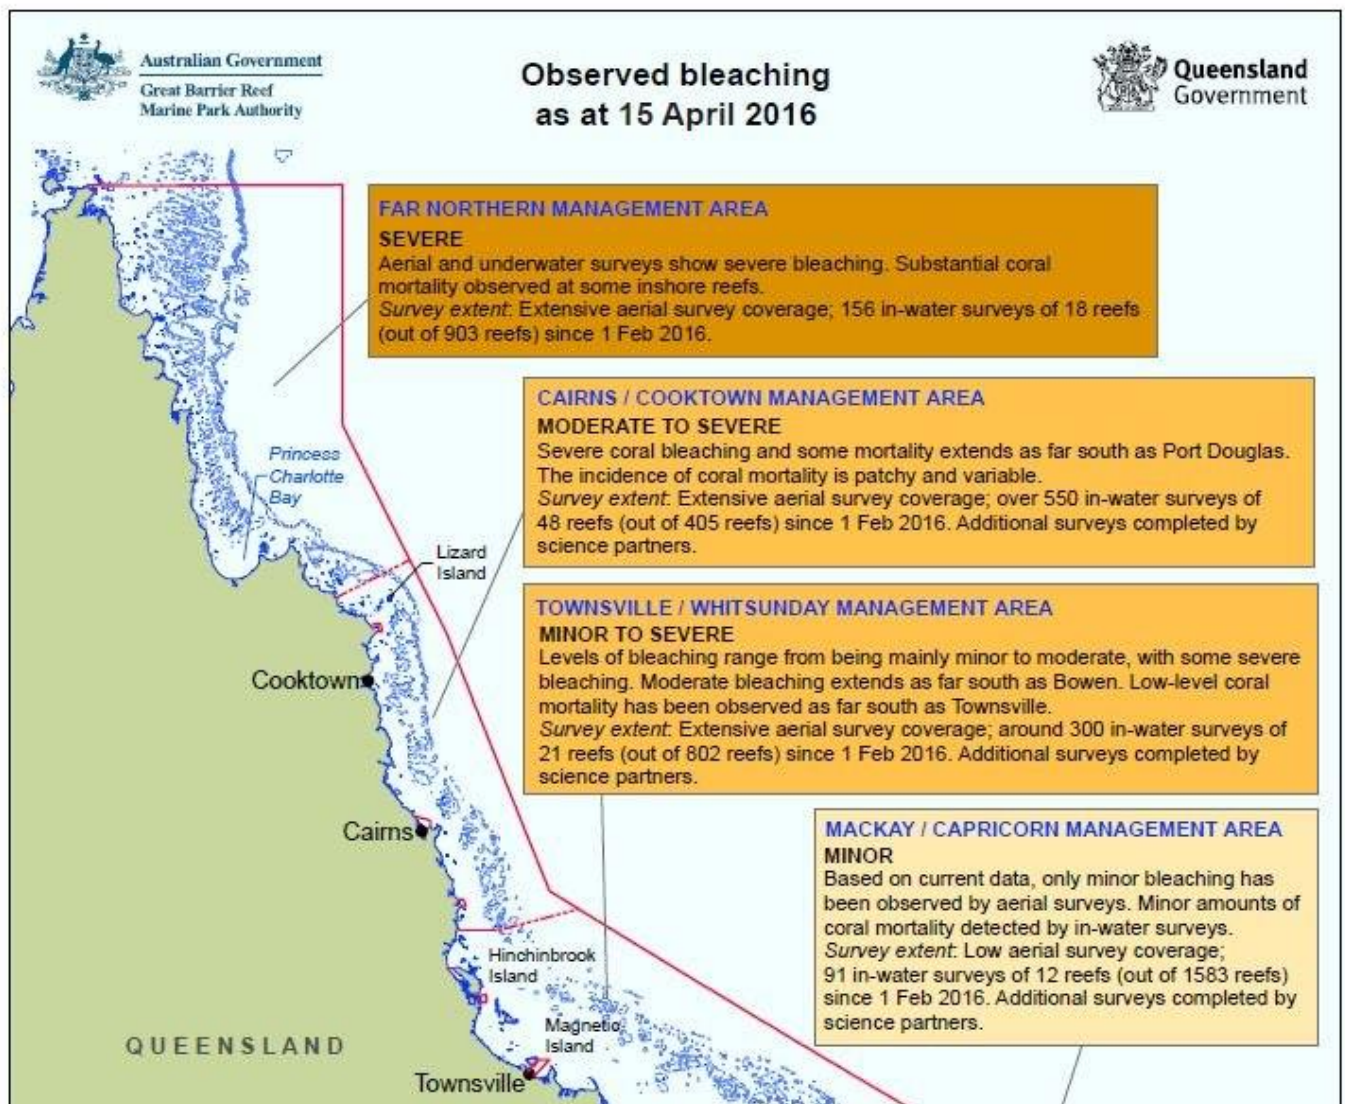 Australian Government
Great Barrier Reef
Marine Park Authority
Observed bleaching
as at 15 April 2016
Queensland
Government
FAR NORTHERN MANAGEMENT AREA
SEVERE
Aerial and underwater surveys show severe bleaching. Substantial coral
mortality observed at some inshore reefs.
Survey extent: Extensive aerial survey coverage; 156 in-water surveys of 18 reefs
(out of 903 reefs) since 1 Feb 2016.
CAIRNS / COOKTOWN MANAGEMENT AREA
MODERATE TO SEVERE
Severe coral bleaching and some mortality extends as far south as Port Douglas.
The incidence of coral mortality is patchy and variable.
Survey extent: Extensive aerial survey coverage; over 550 in-water surveys of
48 reefs (out of 405 reefs) since 1 Feb 2016. Additional surveys completed by
science partners.
Princess
Charlotte
Bay
Lizard
Island
TOWNSVILLE / WHITSUNDAY MANAGEMENT AREA
MINOR TO SEVERE
Levels of bleaching range from being mainly minor to moderate, with some severe
bleaching. Moderate bleaching extends as far south as Bowen. Low-level coral
mortality has been observed as far south as Townsville.
Survey extent: Extensive aerial survey coverage; around 300 in-water surveys of
21 reefs (out of 802 reefs) since 1 Feb 2016. Additional surveys completed by
science partners.
Cooktown
Cairns
MACKAY / CAPRICORN MANAGEMENT AREA
MINOR
Based on current data, only minor bleaching has
been observed by aerial surveys. Minor amounts of
coral mortality detected by in-water surveys.
Survey extent: Low aerial survey coverage;
91 in-water surveys of 12 reefs (out of 1583 reefs)
since 1 Feb 2016. Additional surveys completed by
science partners.
Hinchinbrook
Island
Magnetic
Island
QUEENSLAND
Townsville